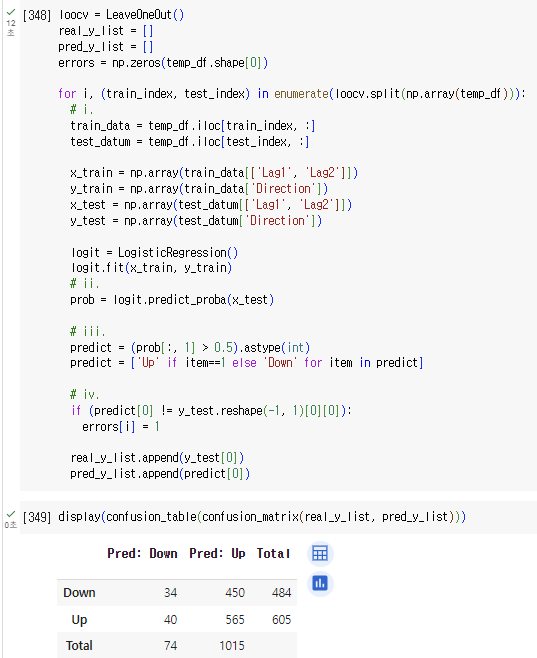 [348] loocv = LeaveOneOut()
real_y_list = []
pred_y_list = []
errors = np.zeros(temp_df.shape[0])
for i, (train_index, test_index) in enumerate(loocv.split(np.array(temp_df))):
# i.
train_data = temp_df.iloc[train_index, :]
test_datum = temp_df.iloc[test_index, :]
x_train = np.array(train_data[['Lag1', 'Lag2']])
y_train = np.array(train_data['Direction'])
x_test = np.array(test_datum[['Lag1', 'Lag2']])
y_test = np.array(test_datum['Direction'])
logit = LogisticRegression()
logit.fit(x_train, y_train)
# ii.
prob = logit.predict_proba(x_test)
# iii.
predict = (prob[:, 1] > 0.5).astype(int)
predict = ['Up' if item==1 else 'Down' for item in predict]
# iv.
if (predict[0] != y_test.reshape(-1, 1)[0][0]):
errors[i] = 1
real_y_list.append(y_test[0])
pred_y_list.append(predict[0])
12
초
[349] display(confusion_table(confusion_matrix(real_y_list, pred_y_list)))
0초
Pred: Down Pred: Up Total
Down 34 450 484
Up 40 565 605
Total 74 1015